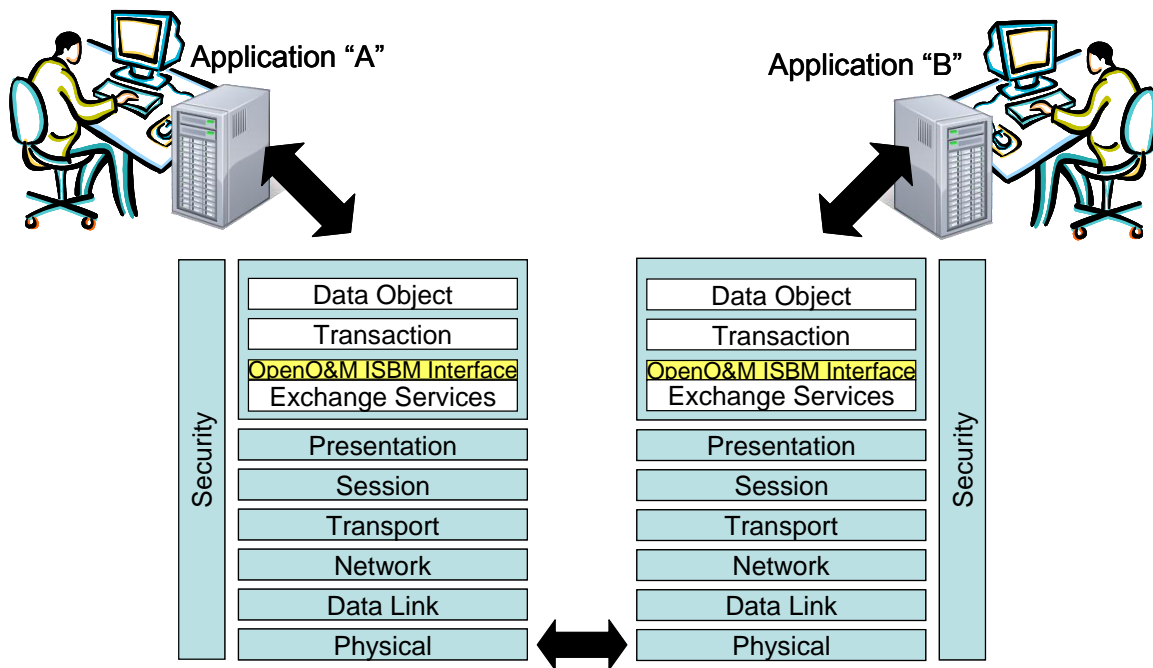 Application “A”
Application “B”
Security
Data Object
Transaction
OpenO&M ISBM Interface
Exchange Services
Presentation
Session
Transport
Network
Data Link
Physical
Data Object
Transaction
OpenO&M ISBM Interface
Exchange Services
Presentation
Session
Transport
Network
Data Link
Physical
Security